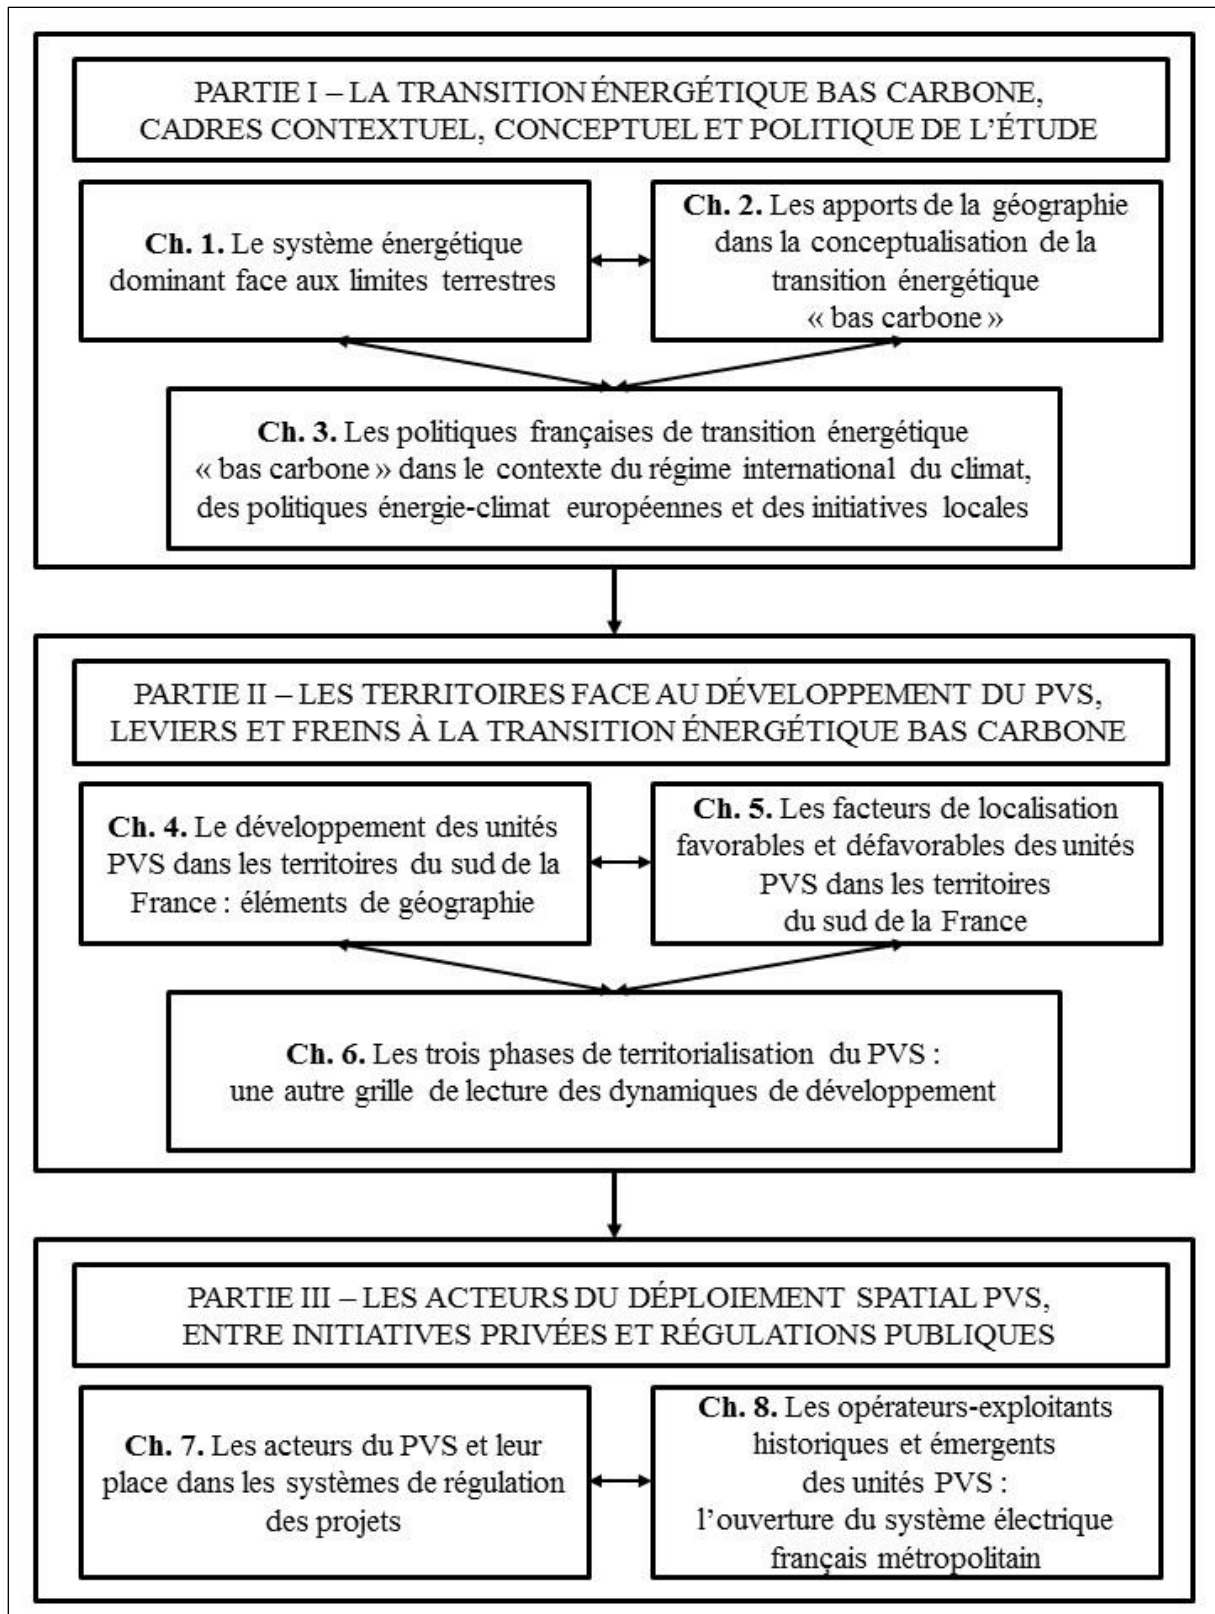 PARTIE I – LA TRANSITION ÉNERGÉTIQUE BAS CARBONE,
CADRES CONTEXTUEL, CONCEPTUEL ET POLITIQUE DE L’ÉTUDE
Ch. 1. Le système énergétique
dominant face aux limites terrestres
Ch. 2. Les apports de la géographie
dans la conceptualisation de la
transition énergétique
« bas carbone »
Ch. 3. Les politiques françaises de transition énergétique
« bas carbone » dans le contexte du régime international du climat,
des politiques énergie-climat européennes et des initiatives locales
PARTIE II – LES TERRITOIRES FACE AU DÉVELOPPEMENT DU PVS,
LEVIERS ET FREINS À LA TRANSITION ÉNERGÉTIQUE BAS CARBONE
Ch. 4. Le développement des unités
PVS dans les territoires du sud de la
France : éléments de géographie
Ch. 5. Les facteurs de localisation
favorables et défavorables des unités
PVS dans les territoires
du sud de la France
Ch. 6. Les trois phases de territorialisation du PVS :
une autre grille de lecture des dynamiques de développement
PARTIE III – LES ACTEURS DU DÉPLOIEMENT SPATIAL PVS,
ENTRE INITIATIVES PRIVÉES ET RÉGULATIONS PUBLIQUES
Ch. 7. Les acteurs du PVS et leur
place dans les systèmes de régulation
des projets
Ch. 8. Les opérateurs-exploitants
historiques et émergents
des unités PVS :
l’ouverture du système électrique
français métropolitain